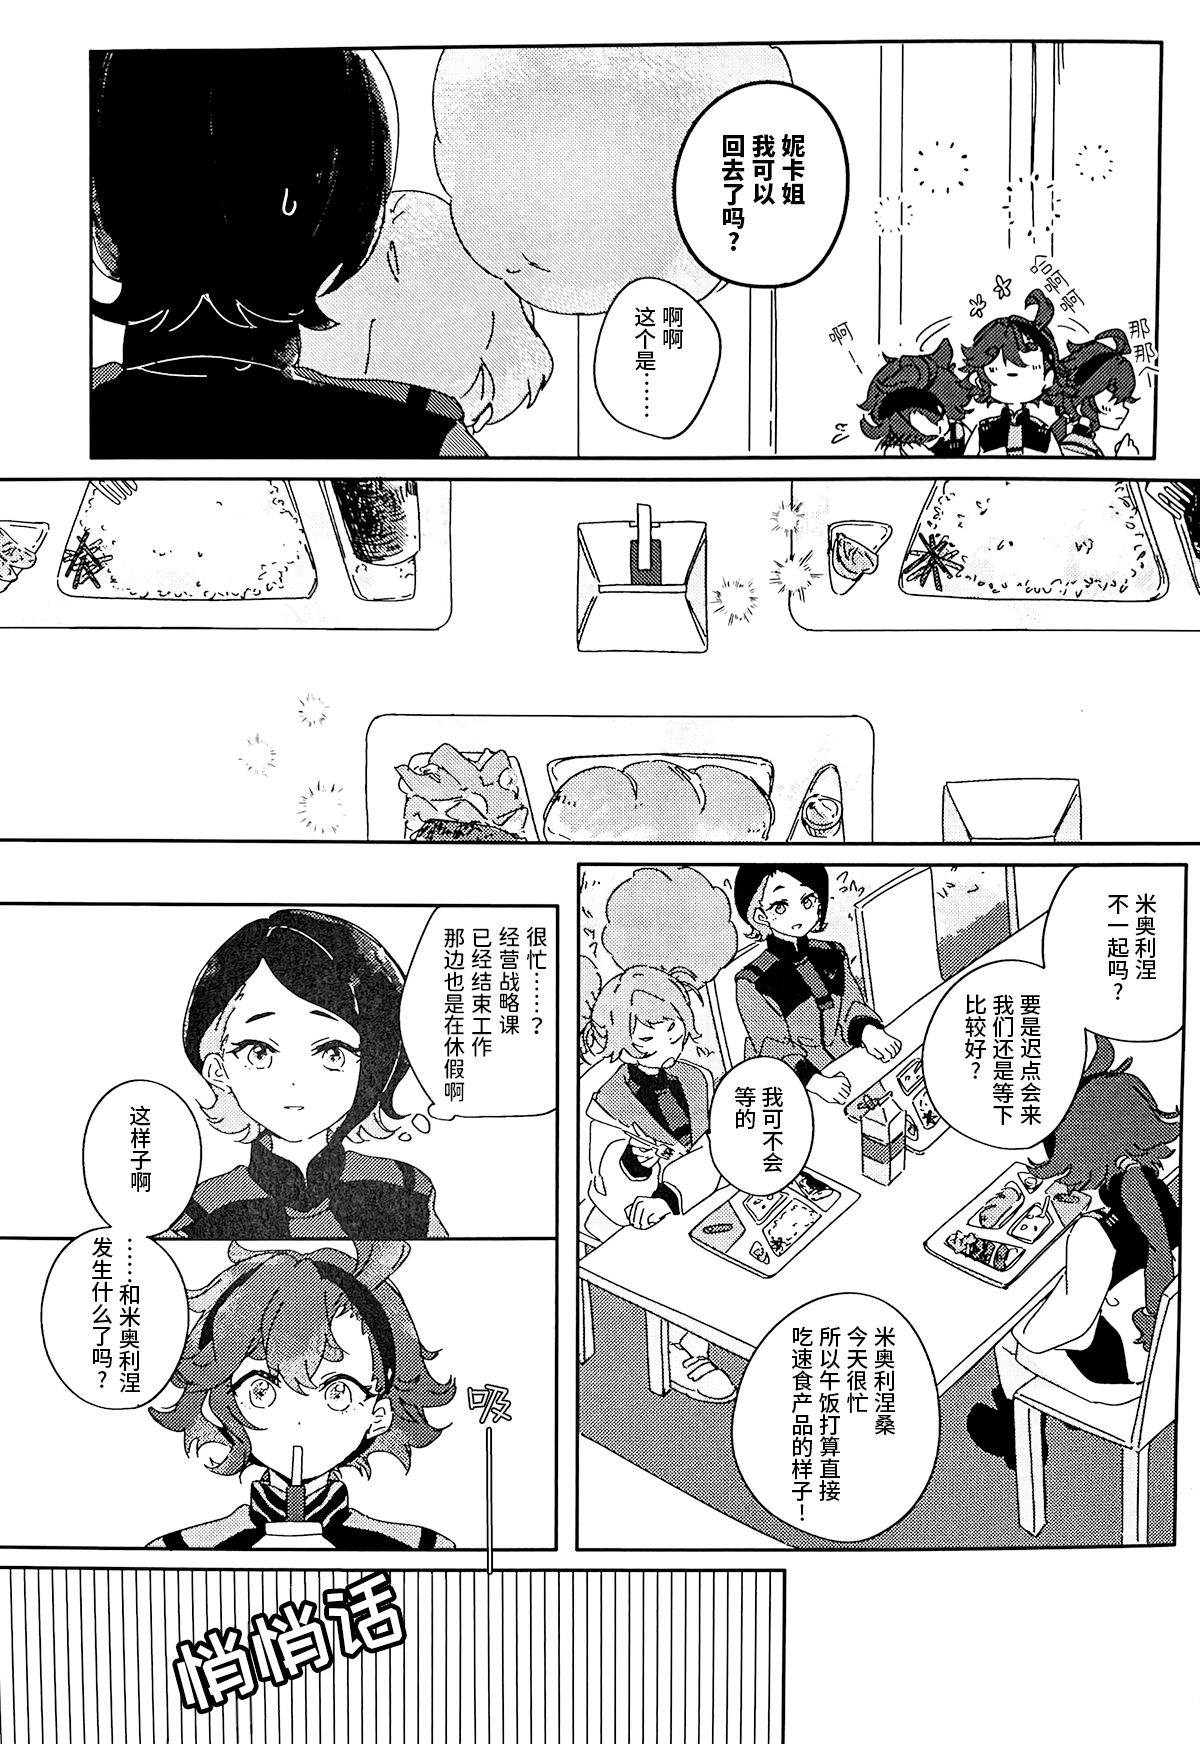 妮卡姐
我可以
回去了吗？
啊啊
这个是……
啊啊
那
那
啊
米奥利涅
不一起吗？
要是迟点会来
我们还是等下
比较好？
我可不会
等的
米奥利涅桑
今天很忙
所以午饭打算直接
吃速食产品的样子！
很忙……？
经营战略课
已经结束工作
那边也是在休假啊
这样子啊
……和米奥利涅
发生什么了吗？
吸
悄悄话